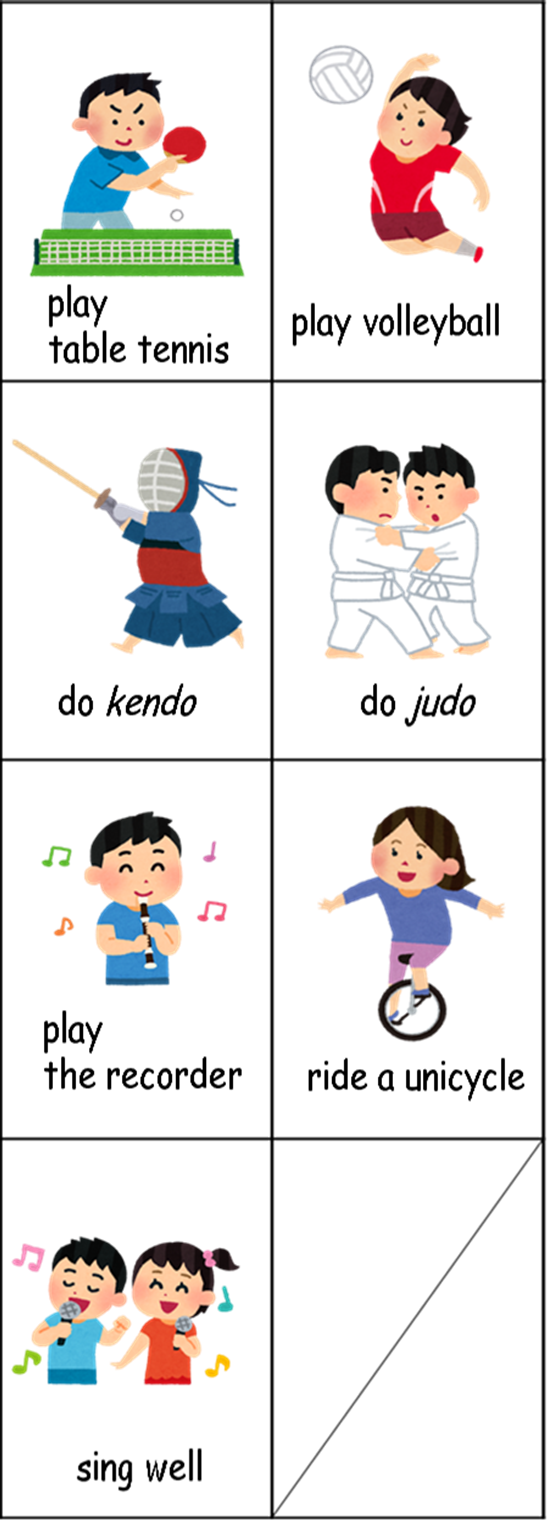 play
table tennis
play volleyball
do kendo
do judo
play
the recorder
ride a unicycle
sing well